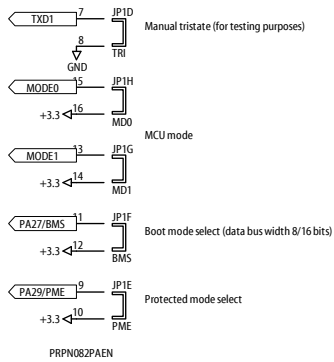 TXD1 7 JP1D
Manual tristate (for testing purposes)
8
GND TRI
MODE0 15 JP1H
+3.3 16
MD0
MCU mode
MODE1 13 JP1G
+3.3 14
MD1
PA27/BMS 11 JP1F
Boot mode select (data bus width 8/16 bits)
+3.3 12
BMS
PA29/PME 9 JP1E
Protected mode select
+3.3 10
PME
PRPN082PAEN